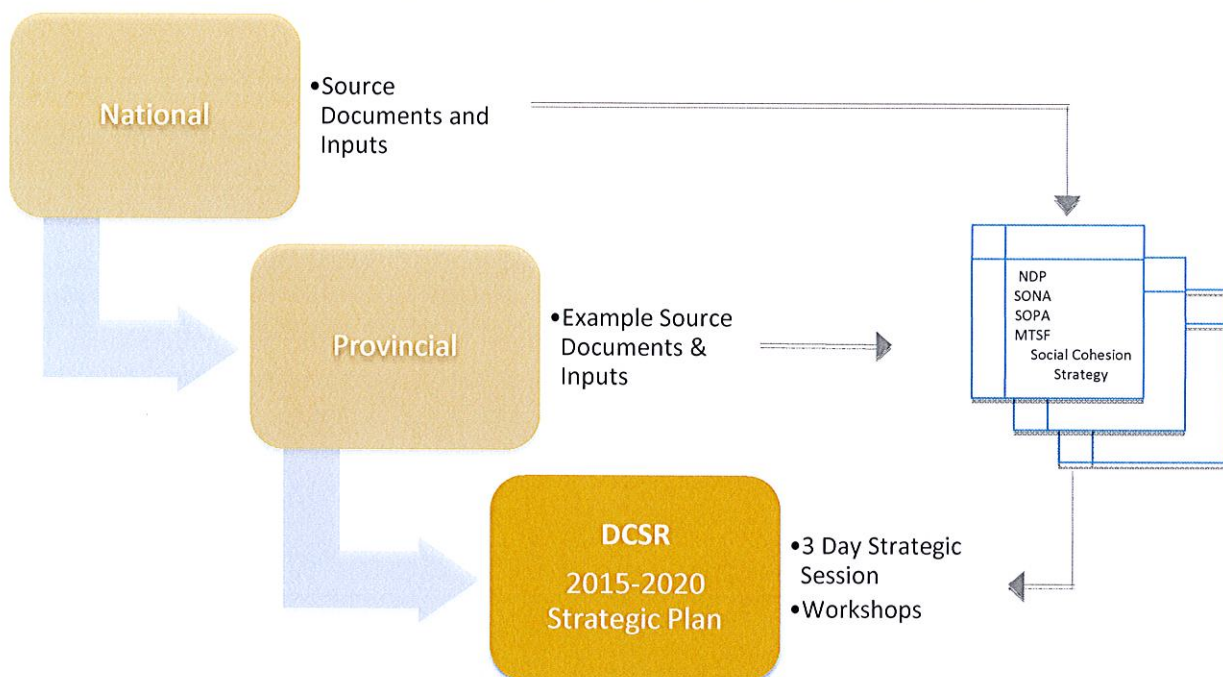 National
•Source
Documents and
Inputs
Provincial
•Example Source
Documents &
Inputs
NDP
SONA
SOPA
MTSF
Social Cohesion
Strategy
DCSR
2015-2020
Strategic Plan
•3 Day Strategic
Session
•Workshops